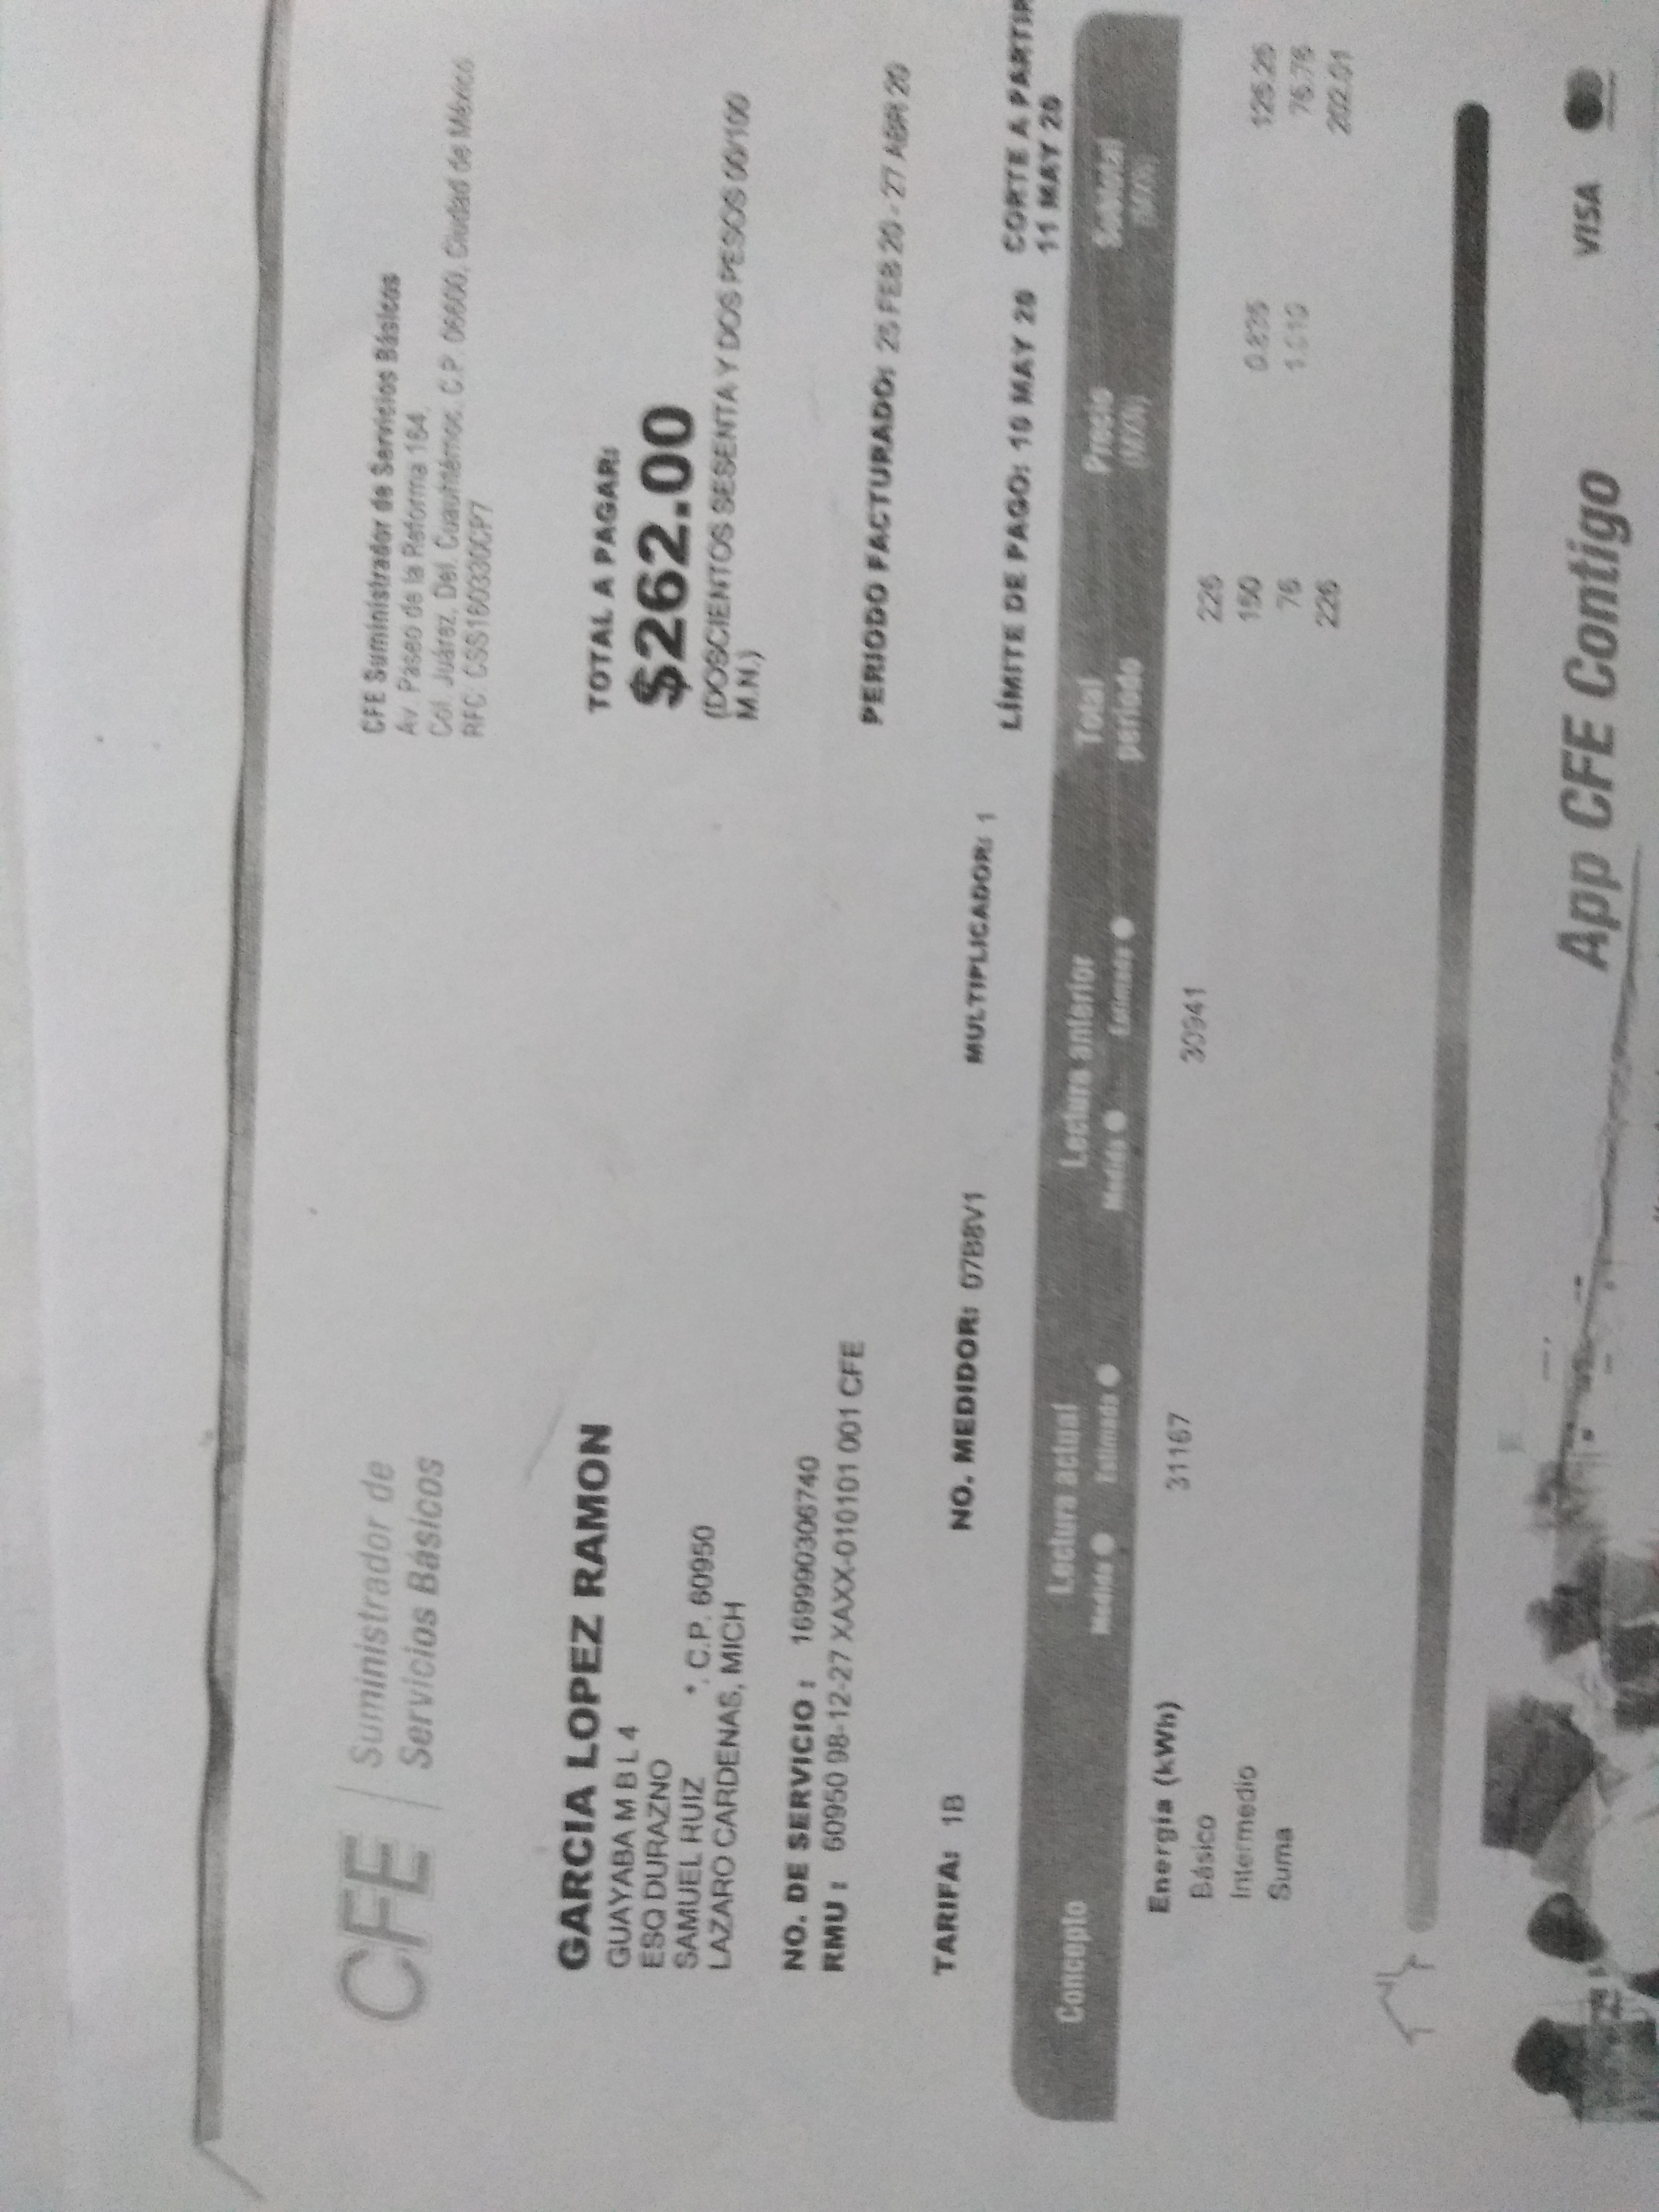 CFE
Suministrador de
Servicios Básicos
CFE Suministrador de Servicios Básicos
Av. Paseo de la Reforma 164,
Col. Juárez, Del. Cuauhtémoc, C.P. 06600, Ciudad de México
RFC: CSS160330CP7
GARCIA LOPEZ RAMON
GUAYABA M B L 4
ESQ DURAZNO
SAMUEL RUIZ *. C.P. 60950
LAZARO CARDENAS, MICH
TOTAL A PAGAR:
$262.00
(DOSCIENTOS SESENTA Y DOS PESOS 00/100
M.N.)
NO. DE SERVICIO : 169990306740
RMU : 60950 98-12-27 XAXX-010101 001 CFE
PERIODO FACTURADO: 25 FEB 20 - 27 ABR 20
TARIFA: 1B
NO. MEDIDOR: 07B8V1
MULTIPLICADOR: 1
LÍMITE DE PAGO: 10 MAY 20
CORTE A PARTIR
11 MAY 20
Concepto
Lectura actual
Medida Estimada
Lectura anterior
Medida Estimada
Total
periodo
Precio
(MXN)
Subtotal
(MXN)
Energía (kWh) 31167 30941 226
Básico 150 0.835 125.25
Intermedio 76 1.010 76.76
Suma 226 202.01
App CFE Contigo
VISA